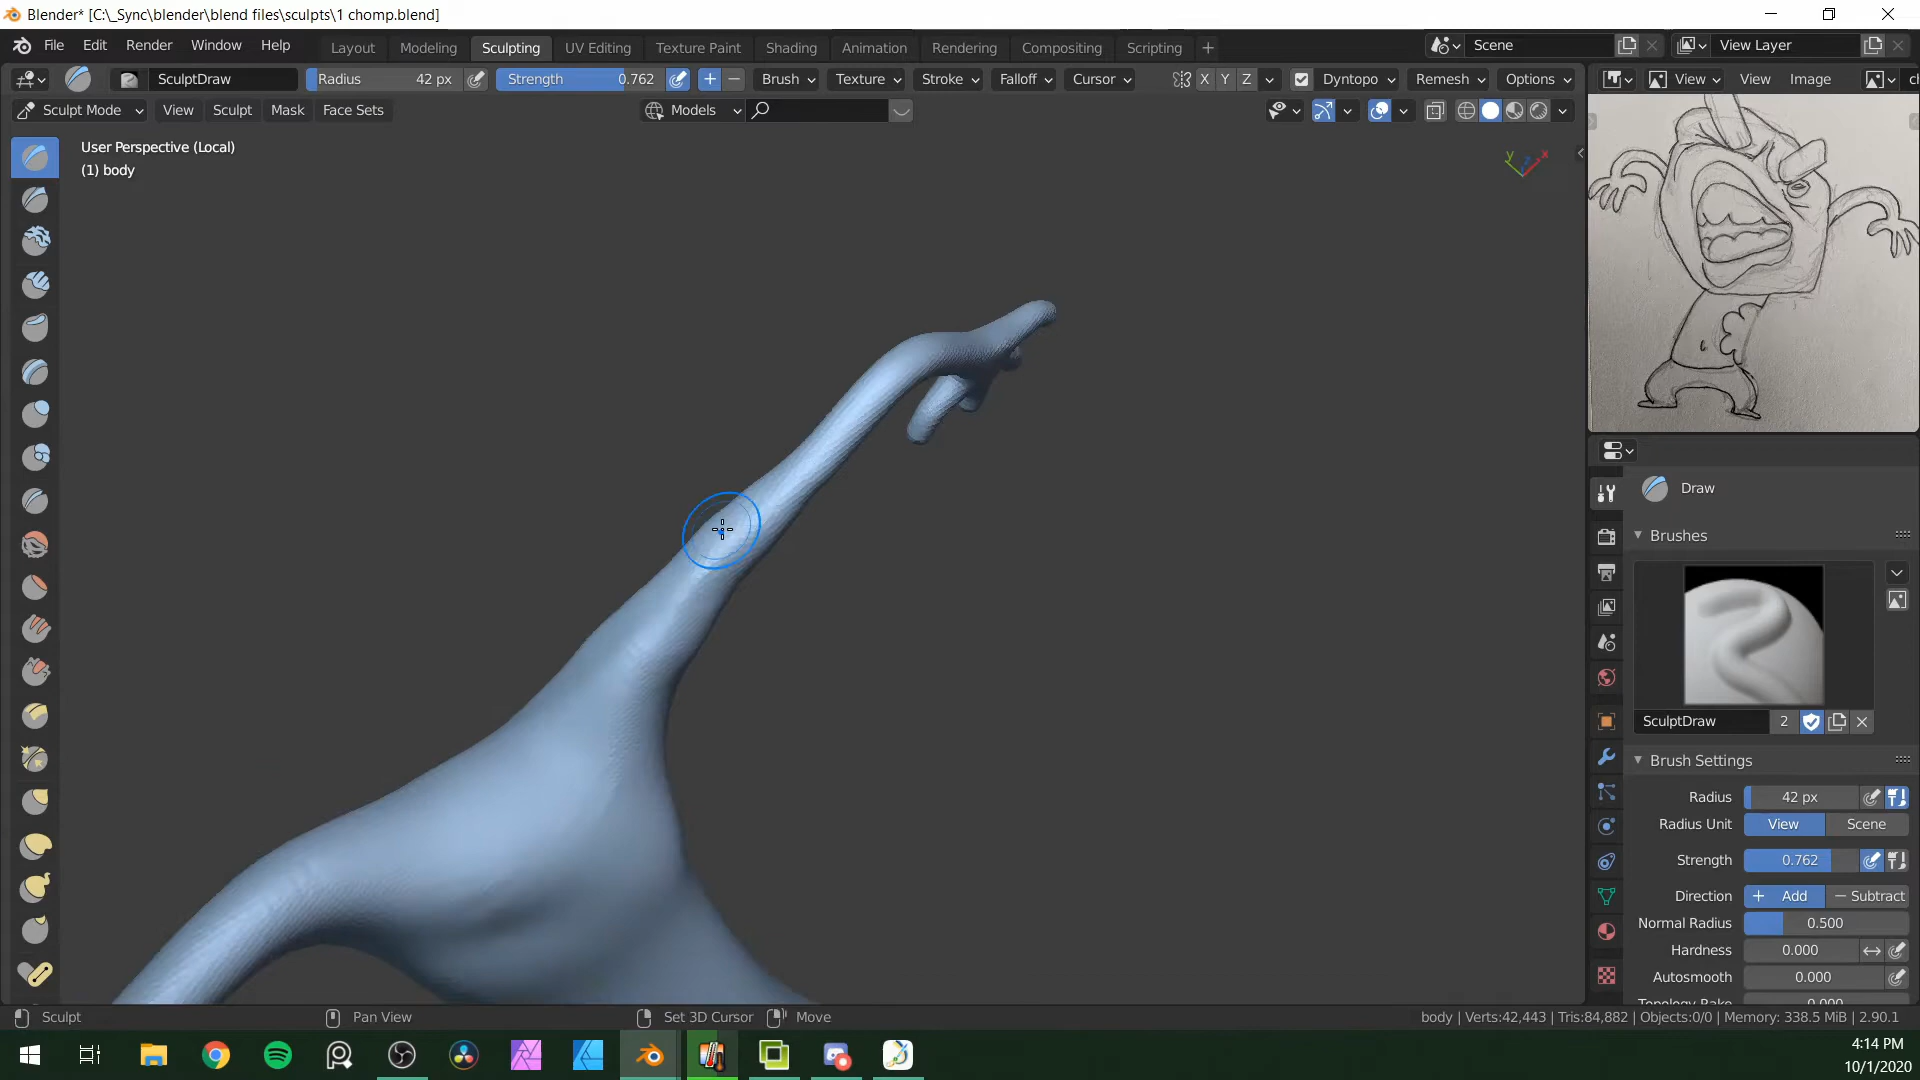 Blender* [C:\_Sync\blender\blend files\sculpts\1 chomp.blend]
File Edit Render Window Help Layout Modeling Sculpting UV Editing Texture Paint Shading Animation Rendering Compositing Scripting + Scene View Layer
SculptDraw Radius 42 px Strength 0.762 + − Brush Texture Stroke Falloff Cursor X Y Z Dyntopo Remesh Options View View Image
Sculpt Mode View Sculpt Mask Face Sets Models
User Perspective (Local)
(1) body
y z x
Draw
Brushes
SculptDraw 2
Brush Settings
Radius 42 px
Radius Unit View Scene
Strength 0.762
Direction + Add − Subtract
Normal Radius 0.500
Hardness 0.000
Autosmooth 0.000
Sculpt Pan View Set 3D Cursor Move body | Verts:42,443 | Tris:84,882 | Objects:0/0 | Memory: 338.5 MiB | 2.90.1
4:14 PM
10/1/2020